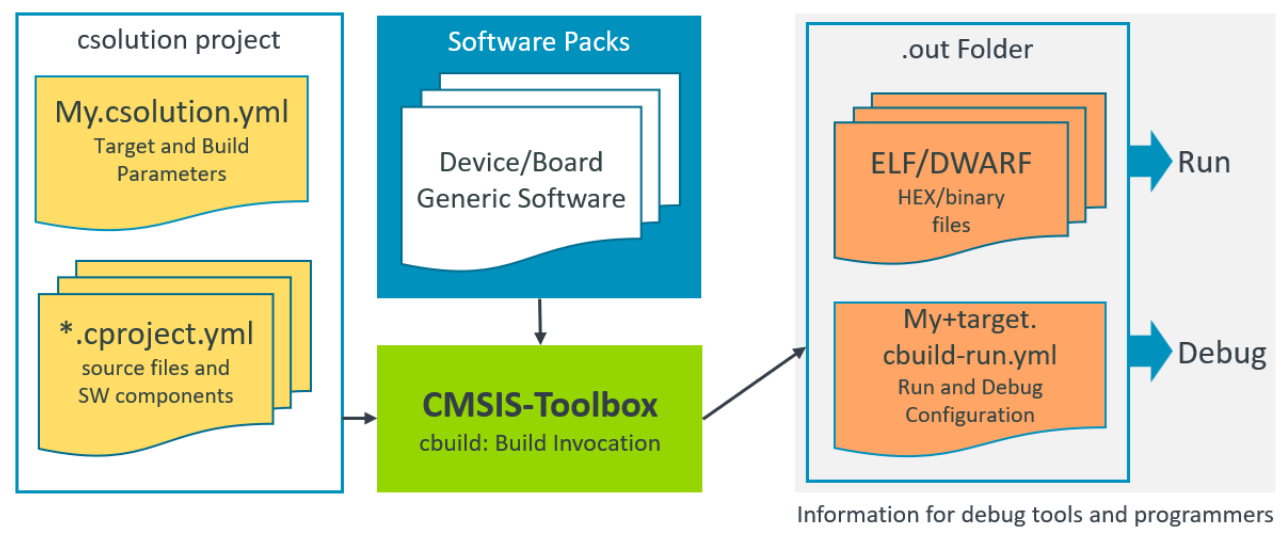 csolution project
My.csolution.yml
Target and Build
Parameters
*.cproject.yml
source files and
SW components
Software Packs
Device/Board
Generic Software
CMSIS-Toolbox
cbuild: Build Invocation
.out Folder
ELF/DWARF
HEX/binary
files
Run
My+target.
cbuild-run.yml
Run and Debug
Configuration
Debug
Information for debug tools and programmers